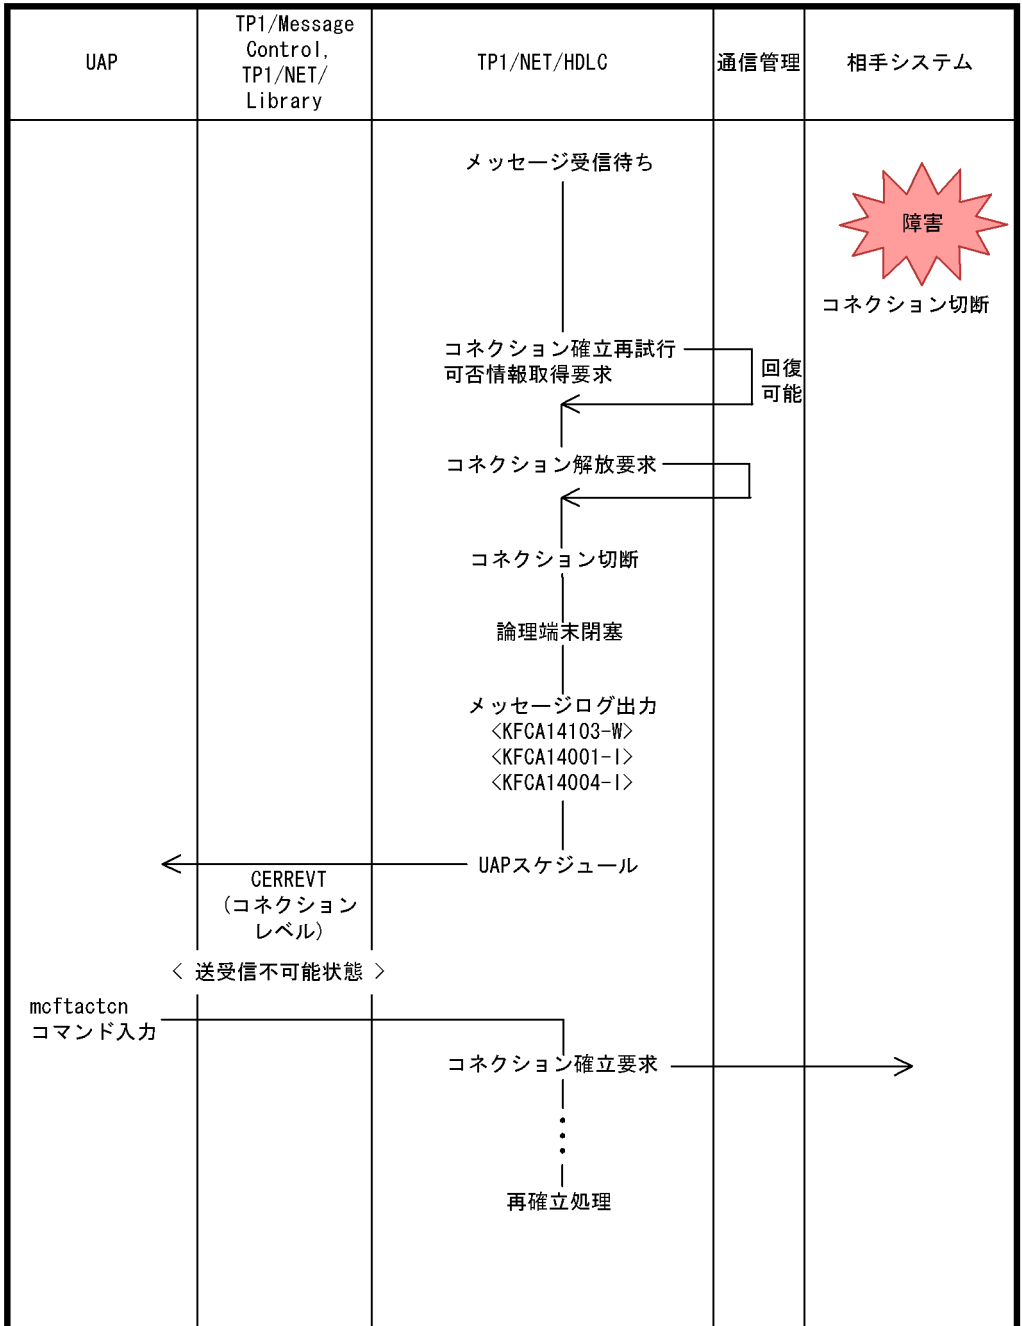 UAP
TP1/Message
Control,
TP1/NET/
Library
TP1/NET/HDLC
通信管理
相手システム
メッセージ受信待ち
障害
コネクション切断
コネクション確立再試行
可否情報取得要求
回復
可能
コネクション解放要求
コネクション切断
論理端末閉塞
メッセージログ出力
<KFCA14103-W>
<KFCA14001-I>
<KFCA14004-I>
UAPスケジュール
CERREVT
(コネクション
レベル)
< 送受信不可能状態 >
mcftactcn
コマンド入力
コネクション確立要求
再確立処理